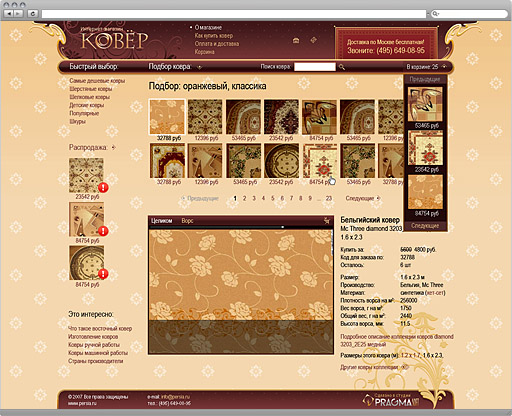 Интернет-магазин
КОВЁР
О магазине
Как купить ковер
Оплата и доставка
Корзина
Доставка по Москве бесплатно!
Звоните: (495) 649-08-95
Быстрый выбор:
Подбор ковра:
Поиск ковра:
В корзине: 25
Самые дешевые ковры
Шерстяные ковры
Шелковые ковры
Детские ковры
Популярные
Шкуры
Распродажа:
23542 руб
84754 руб
84754 руб
Это интересно:
Что такое восточный ковер
Изготовления ковров
Ковры ручной работы
Ковры машинной работы
Страны производители
Подбор: оранжевый, классика
32788 руб 12396 руб 53465 руб 23542 руб 84754 руб 53465 руб
32788 руб 12396 руб 53465 руб 23542 руб 84754 руб 32788 руб
Предыдущие 1 2 3 4 5 6 7 8 9 ... 23 Следующие
Предыдущие
53465 руб
23542 руб
84754 руб
Следующие
Целиком Ворс
Бельгийский ковер
Mc Three diamond 3203
1.6 x 2.3
Купить за: 5600 4800 руб.
Код для заказа по: 32788
Осталось: 6 шт
Размер: 1.6 x 2.3 м
Производство: Бельгия, Mc Three
Материал: синтетика (хет-сет)
Плотность ворса на м²: 256000
Вес ворса, г на м²: 1750
Общий вес, г на м²: 2440
Высота ворса, мм: 11.5
Подробное описание коллекции ковров diamond
3203_2E25 медный
Размеры этого ковра (м): 1.2 x 1.7, 1.6 x 2.3
Другие ковры коллекции
© 2007. Все права защищены
www.persia.ru
e-mail: info@persia.ru
тел.: (495) 649-08-95
Сделано в студии
PRAGMA